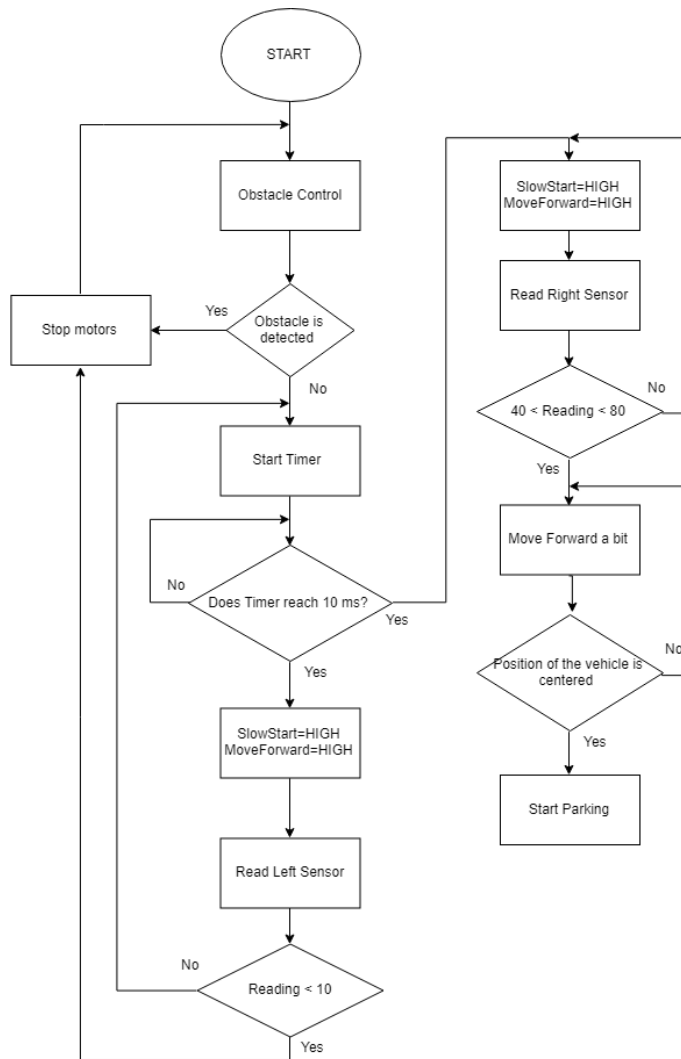 START
Obstacle Control
Yes
Stop motors
Obstacle is
detected
No
Start Timer
No
Does Timer reach 10 ms?
Yes
Yes
SlowStart=HIGH
MoveForward=HIGH
Read Left Sensor
No
Reading < 10
Yes
SlowStart=HIGH
MoveForward=HIGH
Read Right Sensor
No
40 < Reading < 80
Yes
Move Forward a bit
No
Position of the vehicle is
centered
Yes
Start Parking